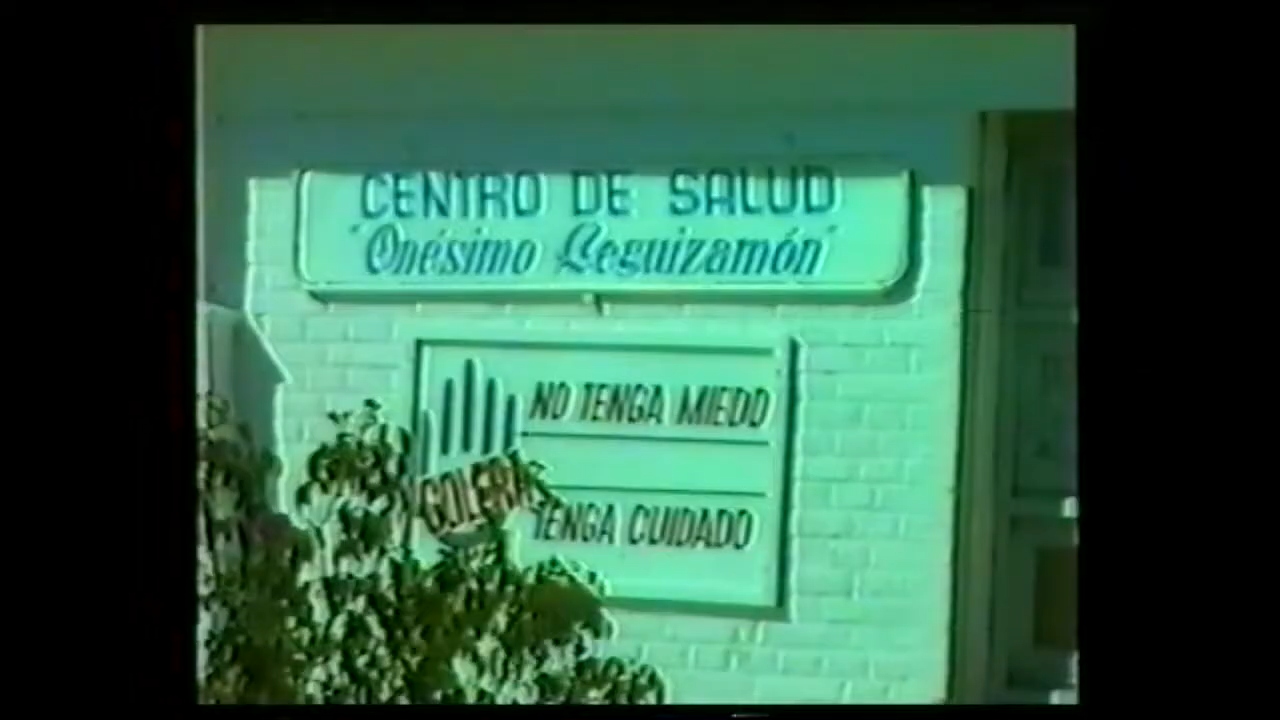 CENTRO DE SALUD
"Onésimo Leguizamón"
NO TENGA MIEDO
COLERA
TENGA CUIDADO